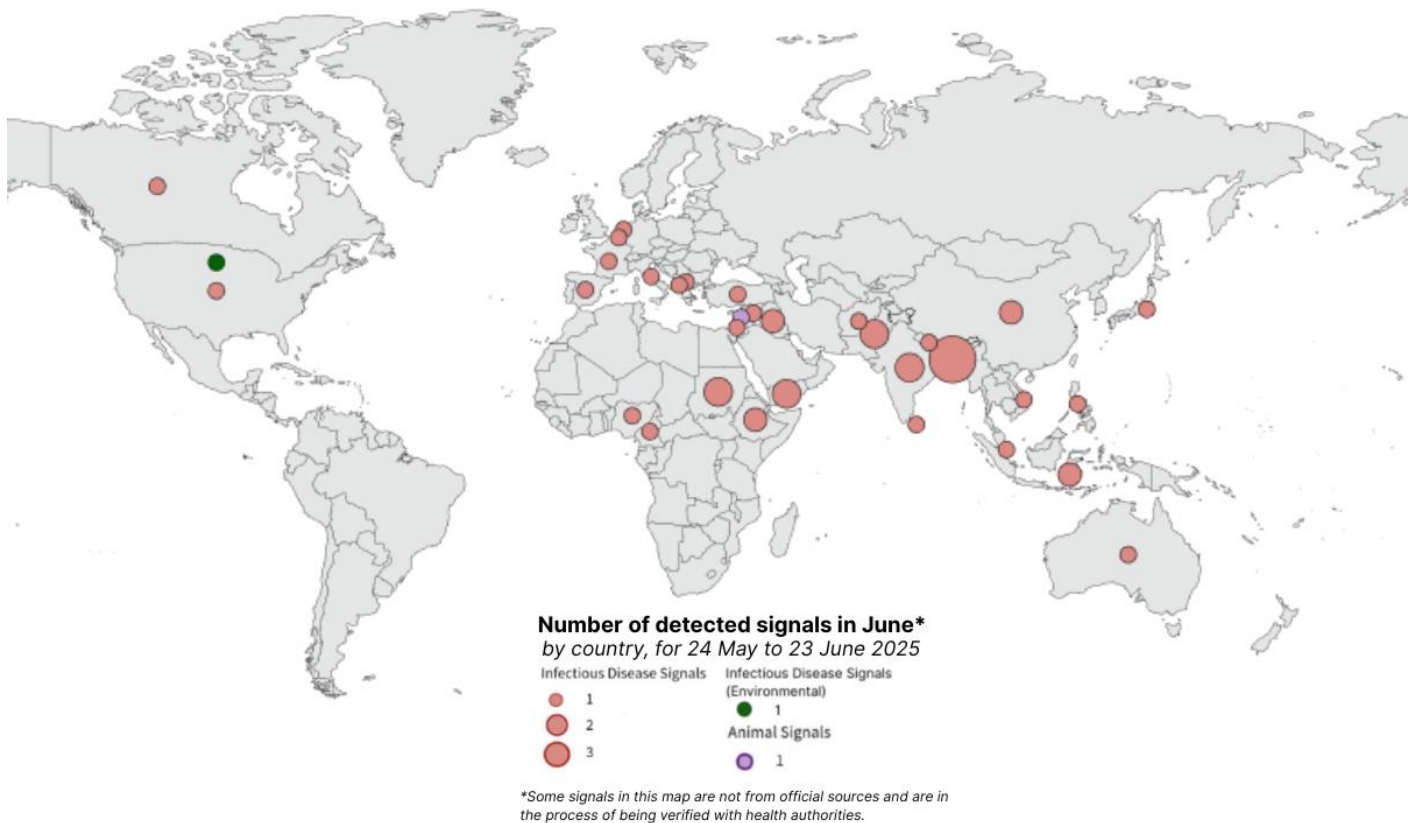 Number of detected signals in June*
by country, for 24 May to 23 June 2025
Infectious Disease Signals
1
2
3
Infectious Disease Signals
(Environmental)
1
Animal Signals
1
*Some signals in this map are not from official sources and are in
the process of being verified with health authorities.